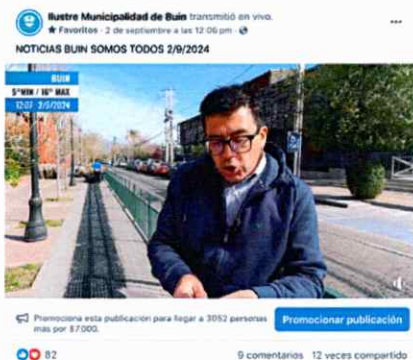 Ilustre Municipalidad de Buin transmitió en vivo.
★ Favoritos · 2 de septiembre a las 12:06 pm ·
NOTICIAS BUIN SOMOS TODOS 2/9/2024
BUIN
5°MIN / 16° MAX
12:07 2/9/2024
Promociona esta publicación para llegar a 3052 personas más por $7.000.
Promocionar publicación
82
9 comentarios 12 veces compartido